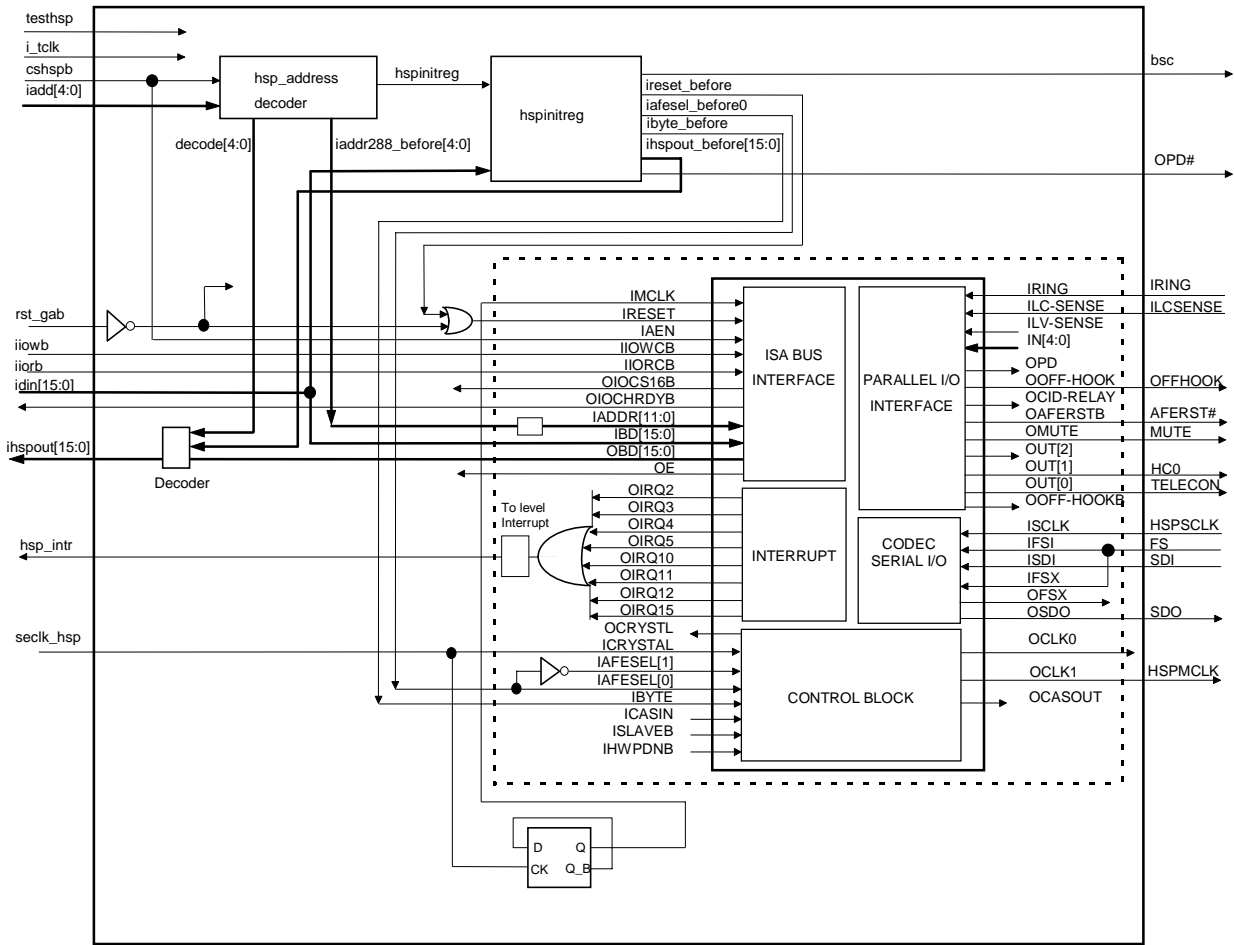 testhsp
i_tclk
cshspb
iadd[4:0]
hsp_address
decoder
hspinitreg
hspinitreg
bsc
ireset_before
iafesel_before0
ibyte_before
ihspout_before[15:0]
OPD#
decode[4:0]
iaddr288_before[4:0]
rst_gab
iiowb
iiorb
idin[15:0]
ihspout[15:0]
Decoder
hsp_intr
seclk_hsp
To level
Interrupt
IMCLK
IRESET
IAEN
IIOWCB
IIORCB
OIOCS16B
OIOCHRDYB
IADDR[11:0]
IBD[15:0]
OBD[15:0]
OE
OIRQ2
OIRQ3
OIRQ4
OIRQ5
OIRQ10
OIRQ11
OIRQ12
OIRQ15
OCRYSTL
ICRYSTAL
IAFESEL[1]
IAFESEL[0]
IBYTE
ICASIN
ISLAVEB
IHWPDNB
ISA BUS
INTERFACE
INTERRUPT
PARALLEL I/O
INTERFACE
CODEC
SERIAL I/O
CONTROL BLOCK
IRING
ILC-SENSE
ILV-SENSE
IN[4:0]
OPD
OOFF-HOOK
OCID-RELAY
OAFERSTB
OMUTE
OUT[2]
OUT[1]
OUT[0]
OOFF-HOOKB
ISCLK
IFSI
ISDI
IFSX
OFSX
OSDO
OCLK0
OCLK1
OCASOUT
IRING
ILCSENSE
OFFHOOK
AFERST#
MUTE
HC0
TELECON
HSPSCLK
FS
SDI
SDO
HSPMCLK
D
Q
CK
Q_B